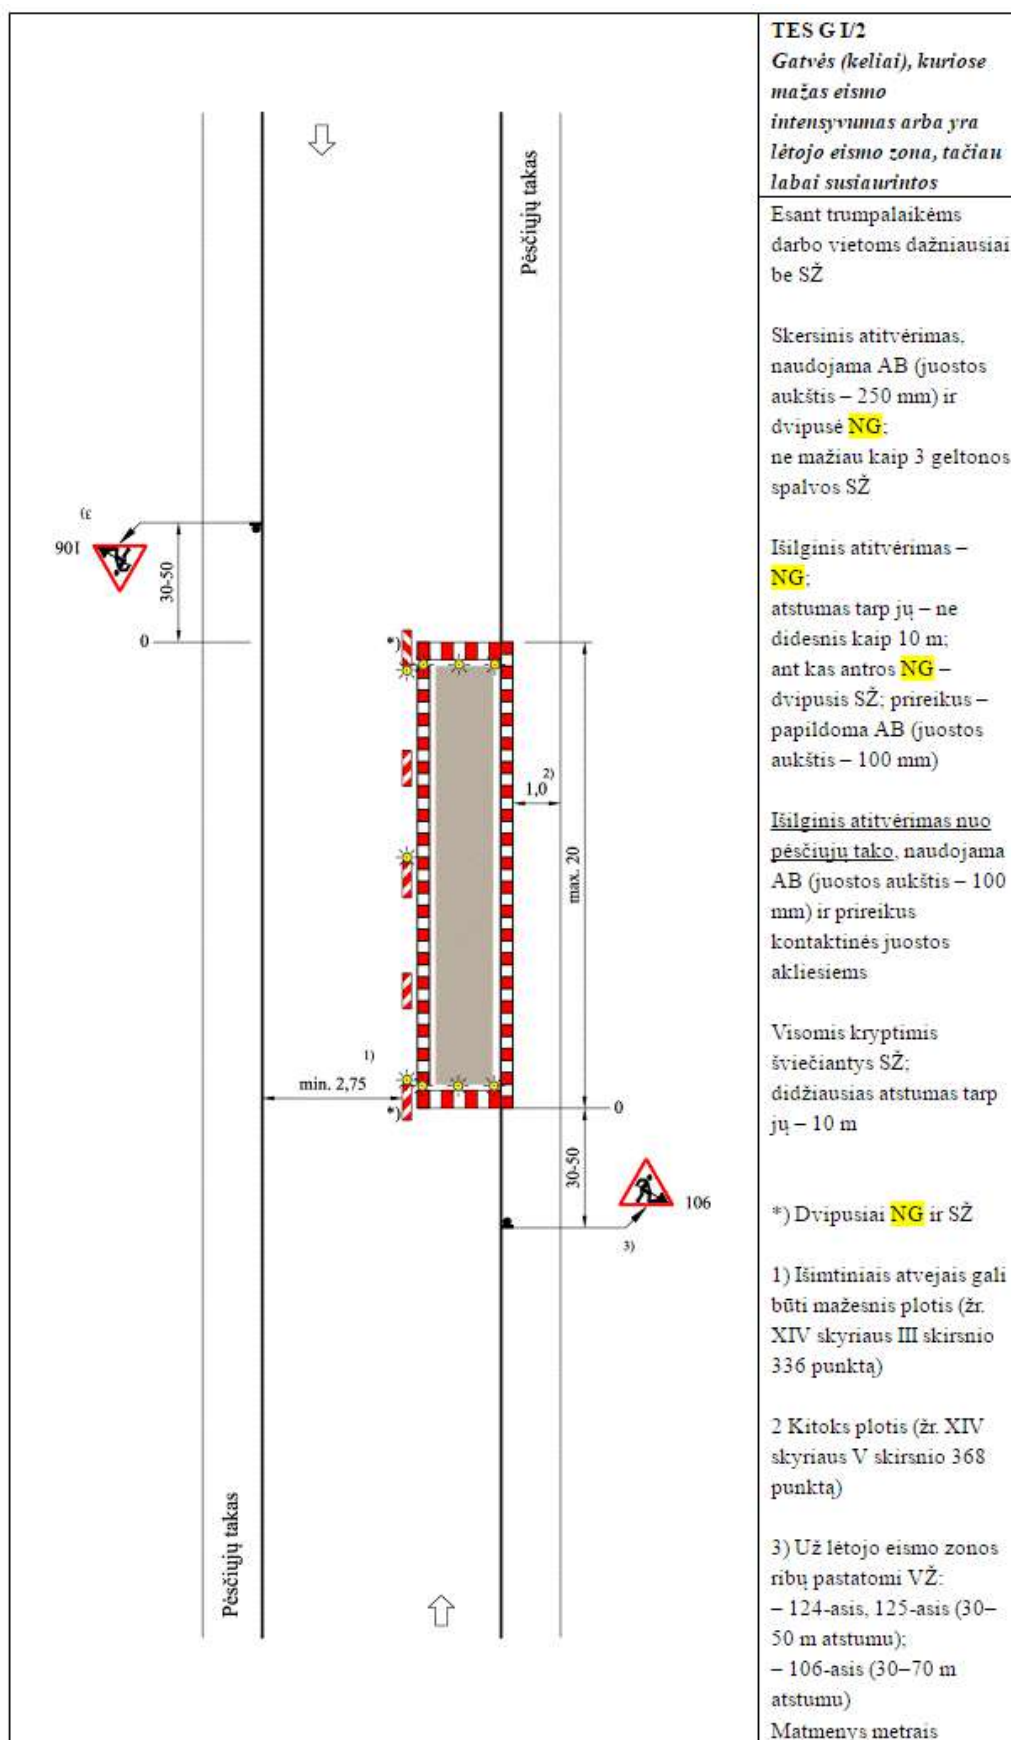 TES G I/2
Gatvės (keliai), kuriose
mažas eismo
intensyvumas arba yra
lėtojo eismo zona, tačiau
labai susiaurintos
Esant trumpalaikėms
darbo vietoms dažniausiai
be SŽ
Skersinis atitvėrimas,
naudojama AB (juostos
aukštis – 250 mm) ir
dvipusė NG;
ne mažiau kaip 3 geltonos
spalvos SŽ
Išilginis atitvėrimas –
NG;
atstumas tarp jų – ne
didesnis kaip 10 m;
ant kas antros NG –
dvipusis SŽ; prireikus –
papildoma AB (juostos
aukštis – 100 mm)
Išilginis atitvėrimas nuo
pėsčiųjų tako, naudojama
AB (juostos aukštis – 100
mm) ir prireikus
kontaktinės juostos
akliesiems
Visomis kryptimis
šviečiantys SŽ;
didžiausias atstumas tarp
jų – 10 m
*) Dvipusiai NG ir SŽ
1) Išimtiniais atvejais gali
būti mažesnis plotis (žr.
XIV skyriaus III skirsnio
336 punktą)
2 Kitoks plotis (žr. XIV
skyriaus V skirsnio 368
punktą)
3) Už lėtojo eismo zonos
ribų pastatomi VŽ:
– 124-asis, 125-asis (30–
50 m atstumu);
– 106-asis (30–70 m
atstumu)
Matmenys metrais
Pėsčiųjų takas
3)
106
30-50
0
*)
1,0
2)
max. 20
1)
min. 2,75
*)
0
30-50
106
3)
Pėsčiųjų takas